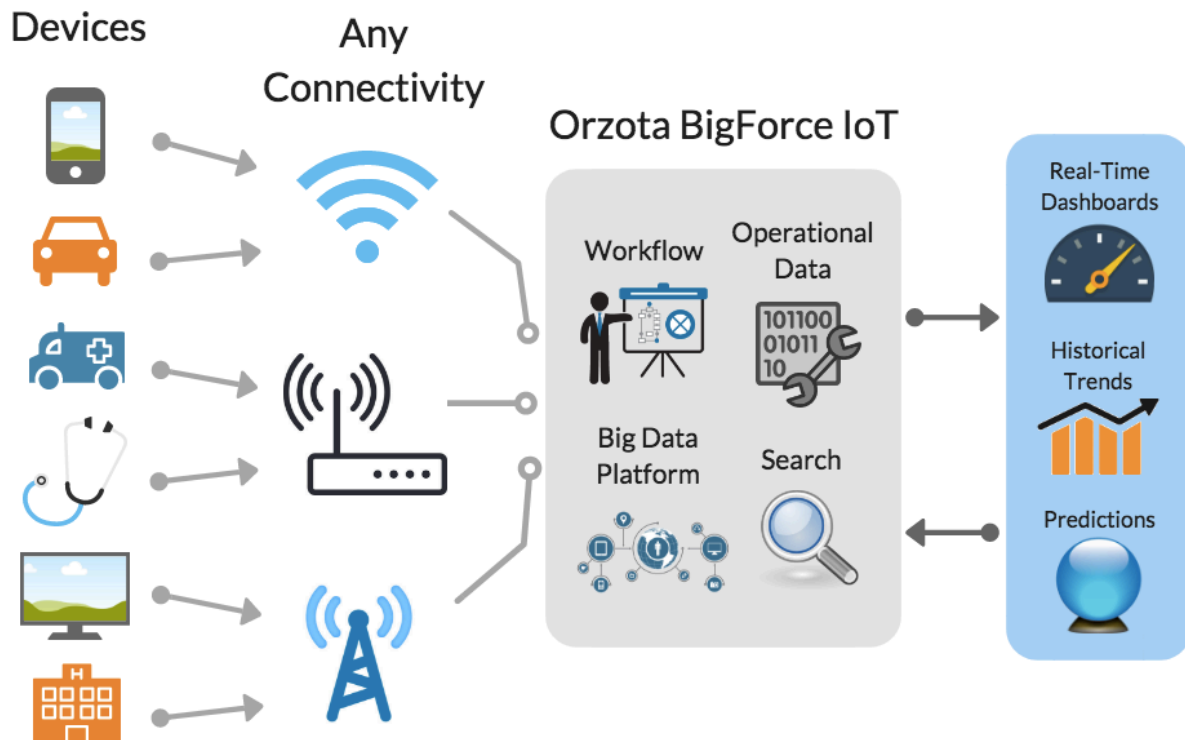 Devices
Any
Connectivity
Orzota BigForce IoT
Workflow
Operational
Data
101100
01011
10
Big Data
Platform
Search
Real-Time
Dashboards
Historical
Trends
Predictions
H